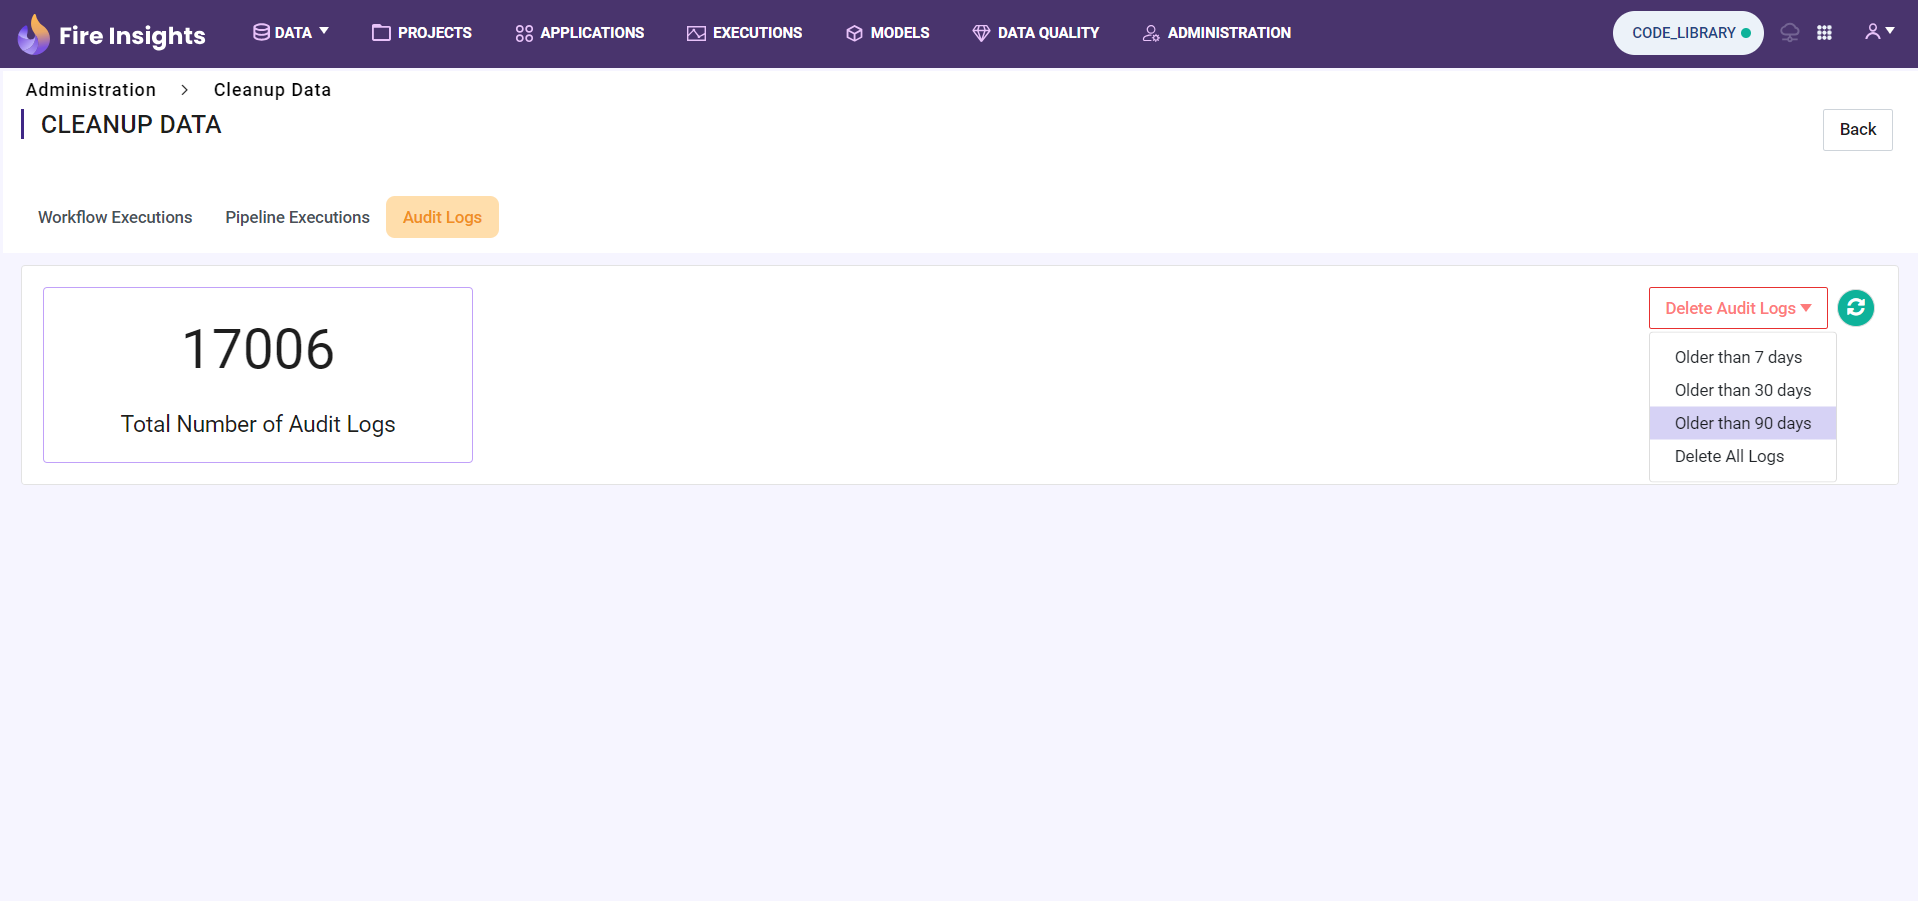 Fire Insights
DATA
PROJECTS
APPLICATIONS
EXECUTIONS
MODELS
DATA QUALITY
ADMINISTRATION
CODE_LIBRARY
Administration > Cleanup Data
CLEANUP DATA
Back
Workflow Executions
Pipeline Executions
Audit Logs
17006
Total Number of Audit Logs
Delete Audit Logs
Older than 7 days
Older than 30 days
Older than 90 days
Delete All Logs